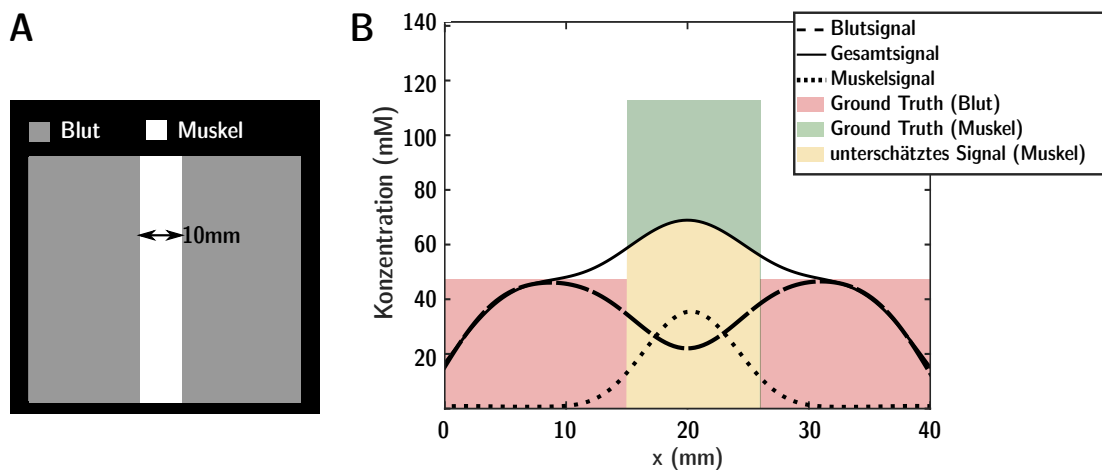 A
Blut
Muskel
10mm
B
Konzentration (mM)
140
120
100
80
60
40
20
0
10
20
30
40
x (mm)
Blutsignal
Gesamtsignal
Muskelsignal
Ground Truth (Blut)
Ground Truth (Muskel)
unterschätztes Signal (Muskel)